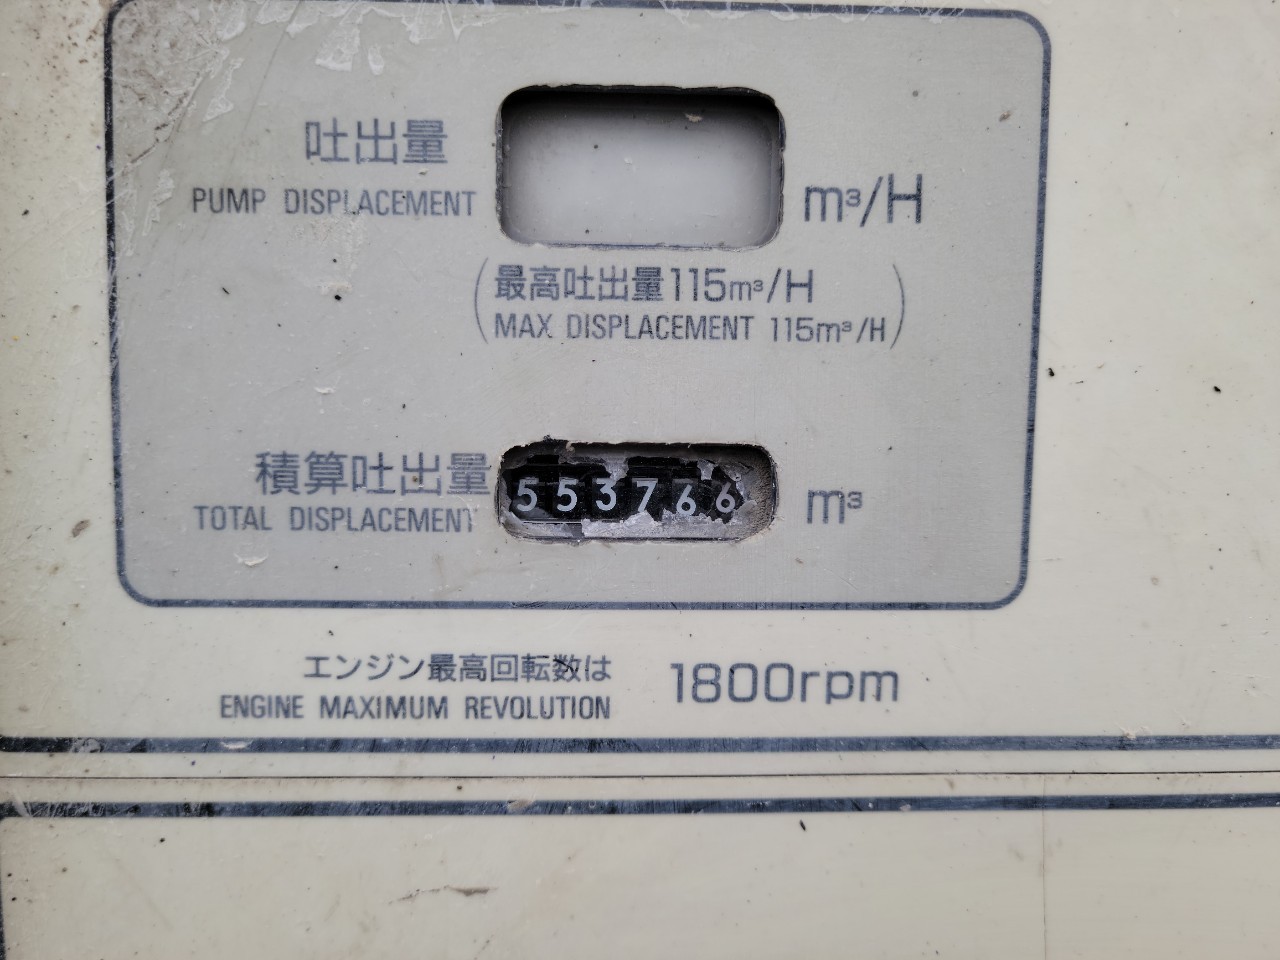 吐出量
PUMP DISPLACEMENT
m³/H
最高吐出量115m³/H
MAX DISPLACEMENT 115m³/H
積算吐出量
TOTAL DISPLACEMENT
553766
m³
エンジン最高回転数は
ENGINE MAXIMUM REVOLUTION
1800rpm